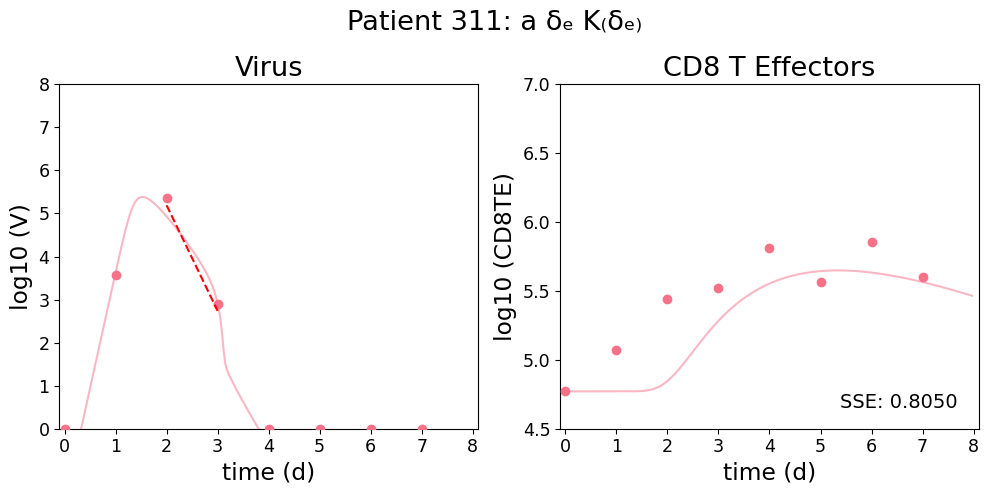 Patient 311: a δₑ K₍δₑ₎
Virus
CD8 T Effectors
log10 (V)
8
7
6
5
4
3
2
1
0
0 1 2 3 4 5 6 7 8
time (d)
log10 (CD8TE)
7.0
6.5
6.0
5.5
5.0
4.5
SSE: 0.8050
0 1 2 3 4 5 6 7 8
time (d)